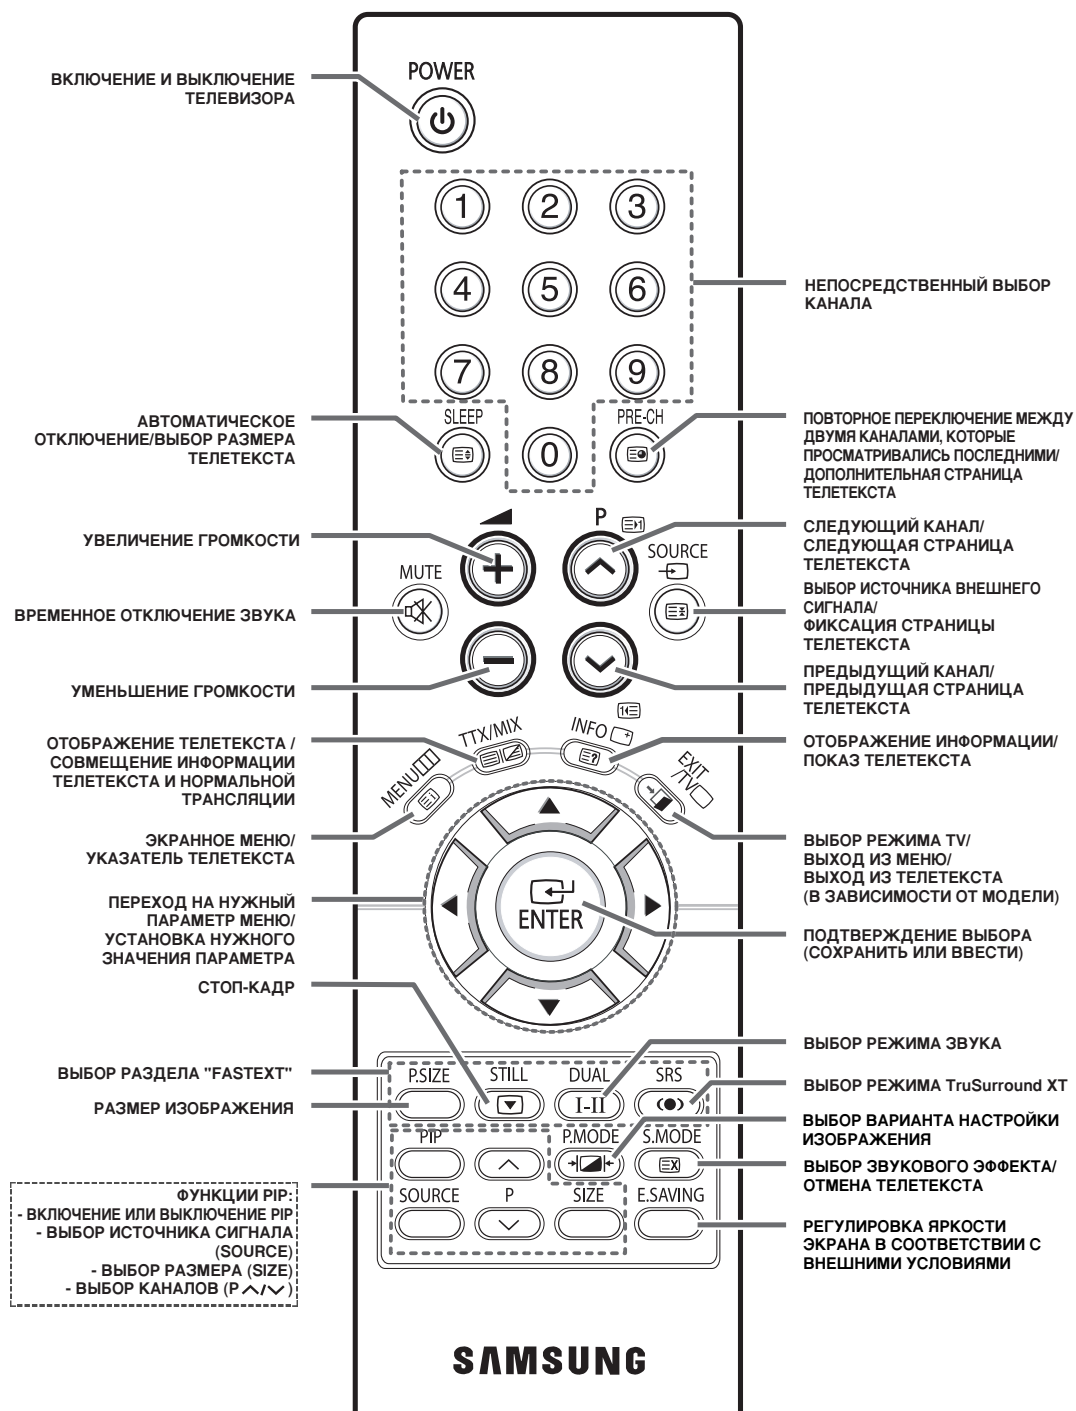 POWER
ВКЛЮЧЕНИЕ И ВЫКЛЮЧЕНИЕ
ТЕЛЕВИЗОРА
1 2 3
4 5 6
7 8 9
0
НЕПОСРЕДСТВЕННЫЙ ВЫБОР
КАНАЛА
SLEEP
PRE-CH
АВТОМАТИЧЕСКОЕ
ОТКЛЮЧЕНИЕ/ВЫБОР РАЗМЕРА
ТЕЛЕТЕКСТА
ПОВТОРНОЕ ПЕРЕКЛЮЧЕНИЕ МЕЖДУ
ДВУМЯ КАНАЛАМИ, КОТОРЫЕ
ПРОСМАТРИВАЛИСЬ ПОСЛЕДНИМИ/
ДОПОЛНИТЕЛЬНАЯ СТРАНИЦА
ТЕЛЕТЕКСТА
P
УВЕЛИЧЕНИЕ ГРОМКОСТИ
СЛЕДУЮЩИЙ КАНАЛ/
СЛЕДУЮЩАЯ СТРАНИЦА
ТЕЛЕТЕКСТА
MUTE
SOURCE
ВРЕМЕННОЕ ОТКЛЮЧЕНИЕ ЗВУКА
ВЫБОР ИСТОЧНИКА ВНЕШНЕГО
СИГНАЛА/
ФИКСАЦИЯ СТРАНИЦЫ
ТЕЛЕТЕКСТА
УМЕНЬШЕНИЕ ГРОМКОСТИ
ПРЕДЫДУЩИЙ КАНАЛ/
ПРЕДЫДУЩАЯ СТРАНИЦА
ТЕЛЕТЕКСТА
TTX/MIX
INFO
MENU
EXIT
/TV
ОТОБРАЖЕНИЕ ТЕЛЕТЕКСТА /
СОВМЕЩЕНИЕ ИНФОРМАЦИИ
ТЕЛЕТЕКСТА И НОРМАЛЬНОЙ
ТРАНСЛЯЦИИ
ОТОБРАЖЕНИЕ ИНФОРМАЦИИ/
ПОКАЗ ТЕЛЕТЕКСТА
ЭКРАННОЕ МЕНЮ/
УКАЗАТЕЛЬ ТЕЛЕТЕКСТА
ВЫБОР РЕЖИМА TV/
ВЫХОД ИЗ МЕНЮ/
ВЫХОД ИЗ ТЕЛЕТЕКСТА
(В ЗАВИСИМОСТИ ОТ МОДЕЛИ)
ПЕРЕХОД НА НУЖНЫЙ
ПАРАМЕТР МЕНЮ/
УСТАНОВКА НУЖНОГО
ЗНАЧЕНИЯ ПАРАМЕТРА
ENTER
ПОДТВЕРЖДЕНИЕ ВЫБОРА
(СОХРАНИТЬ ИЛИ ВВЕСТИ)
СТОП-КАДР
ВЫБОР РЕЖИМА ЗВУКА
ВЫБОР РАЗДЕЛА "FASTEXT"
P.SIZE STILL DUAL SRS
I-II
РАЗМЕР ИЗОБРАЖЕНИЯ
ВЫБОР РЕЖИМА TruSurround XT
PIP P.MODE S.MODE
ВЫБОР ВАРИАНТА НАСТРОЙКИ
ИЗОБРАЖЕНИЯ
ВЫБОР ЗВУКОВОГО ЭФФЕКТА/
ОТМЕНА ТЕЛЕТЕКСТА
SOURCE P SIZE E.SAVING
ФУНКЦИИ PIP:
- ВКЛЮЧЕНИЕ ИЛИ ВЫКЛЮЧЕНИЕ PIP
- ВЫБОР ИСТОЧНИКА СИГНАЛА
(SOURCE)
- ВЫБОР РАЗМЕРА (SIZE)
- ВЫБОР КАНАЛОВ (P ︿/﹀)
РЕГУЛИРОВКА ЯРКОСТИ
ЭКРАНА В СООТВЕТСТВИИ С
ВНЕШНИМИ УСЛОВИЯМИ
SAMSUNG